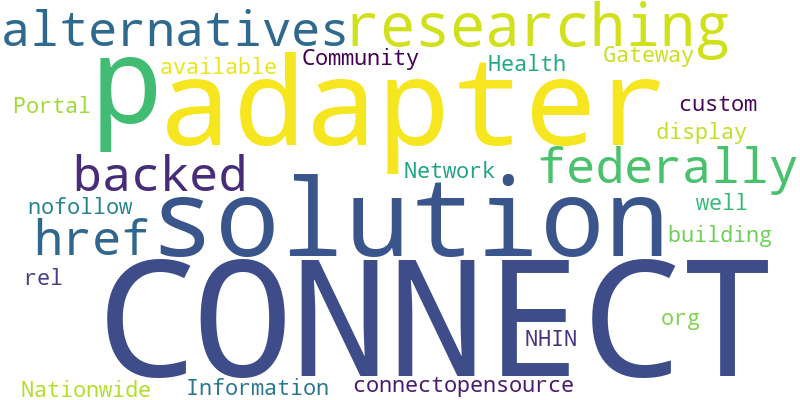 alternatives researching
Community
available
Health
Gateway
p adapter
Portal
custom
display
backed
Network
federally
nofollow
well
href solution
building
rel
CONNECT
NHIN
org
Nationwide
Information
connectopensource